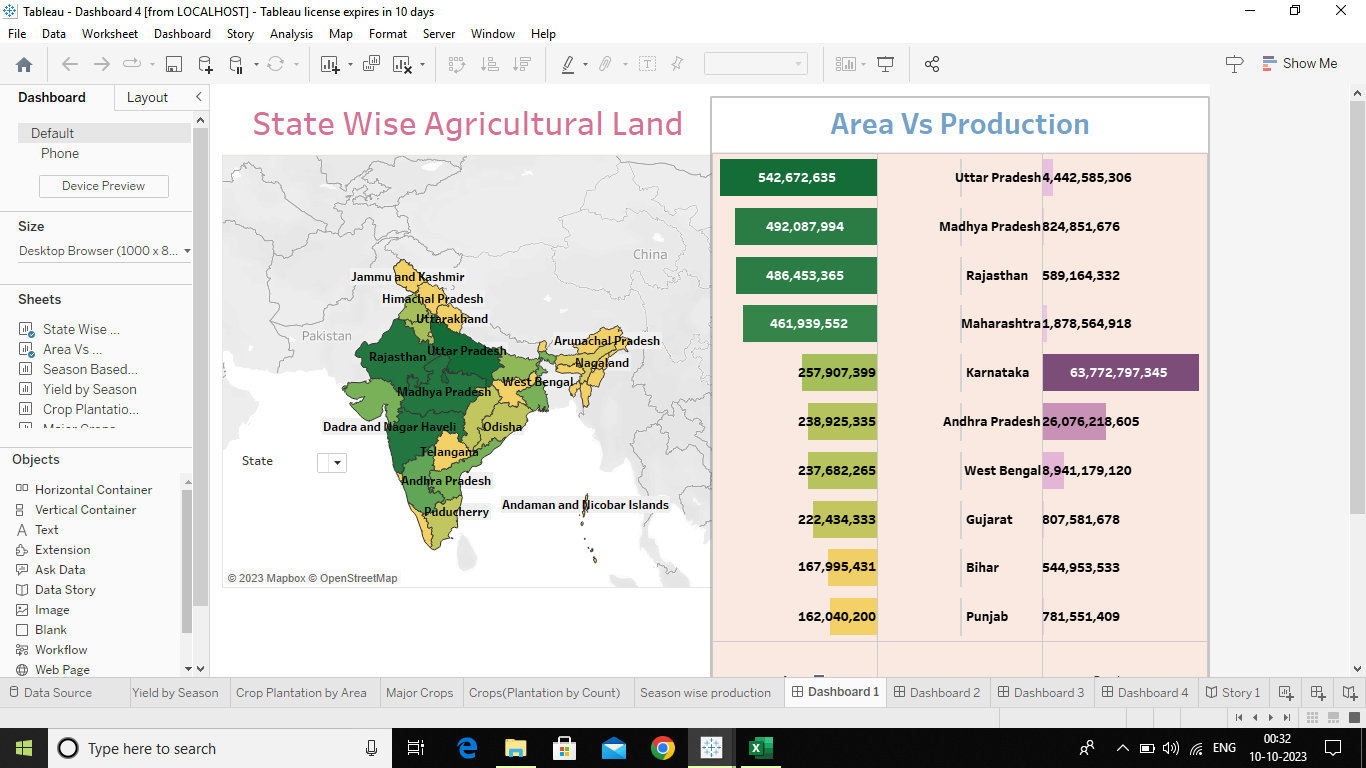 Tableau - Dashboard 4 [from LOCALHOST] - Tableau license expires in 10 days
File Data Worksheet Dashboard Story Analysis Map Format Server Window Help
Show Me
Dashboard Layout
Default
Phone
Device Preview
Size
Desktop Browser (1000 x 8...
Sheets
State Wise ...
Area Vs ...
Season Based...
Yield by Season
Crop Plantatio...
Major Crops
Objects
Horizontal Container
Vertical Container
Text
Extension
Ask Data
Data Story
Image
Blank
Workflow
Web Page
State Wise Agricultural Land
China
Pakistan
Jammu and Kashmir
Himachal Pradesh
Uttarakhand
Arunachal Pradesh
Rajasthan
Uttar Pradesh
Nagaland
West Bengal
Madhya Pradesh
Dadra and Nagar Haveli
Odisha
Telangana
Andhra Pradesh
Andaman and Nicobar Islands
Puducherry
State
© 2023 Mapbox © OpenStreetMap
Area Vs Production
542,672,635 Uttar Pradesh 4,442,585,306
492,087,994 Madhya Pradesh 824,851,676
486,453,365 Rajasthan 589,164,332
461,939,552 Maharashtra 1,878,564,918
257,907,399 Karnataka 63,772,797,345
238,925,335 Andhra Pradesh 26,076,218,605
237,682,265 West Bengal 8,941,179,120
222,434,333 Gujarat 807,581,678
167,995,431 Bihar 544,953,533
162,040,200 Punjab 781,551,409
Data Source Yield by Season Crop Plantation by Area Major Crops Crops(Plantation by Count) Season wise production Dashboard 1 Dashboard 2 Dashboard 3 Dashboard 4 Story 1
Type here to search
ENG
00:32
10-10-2023